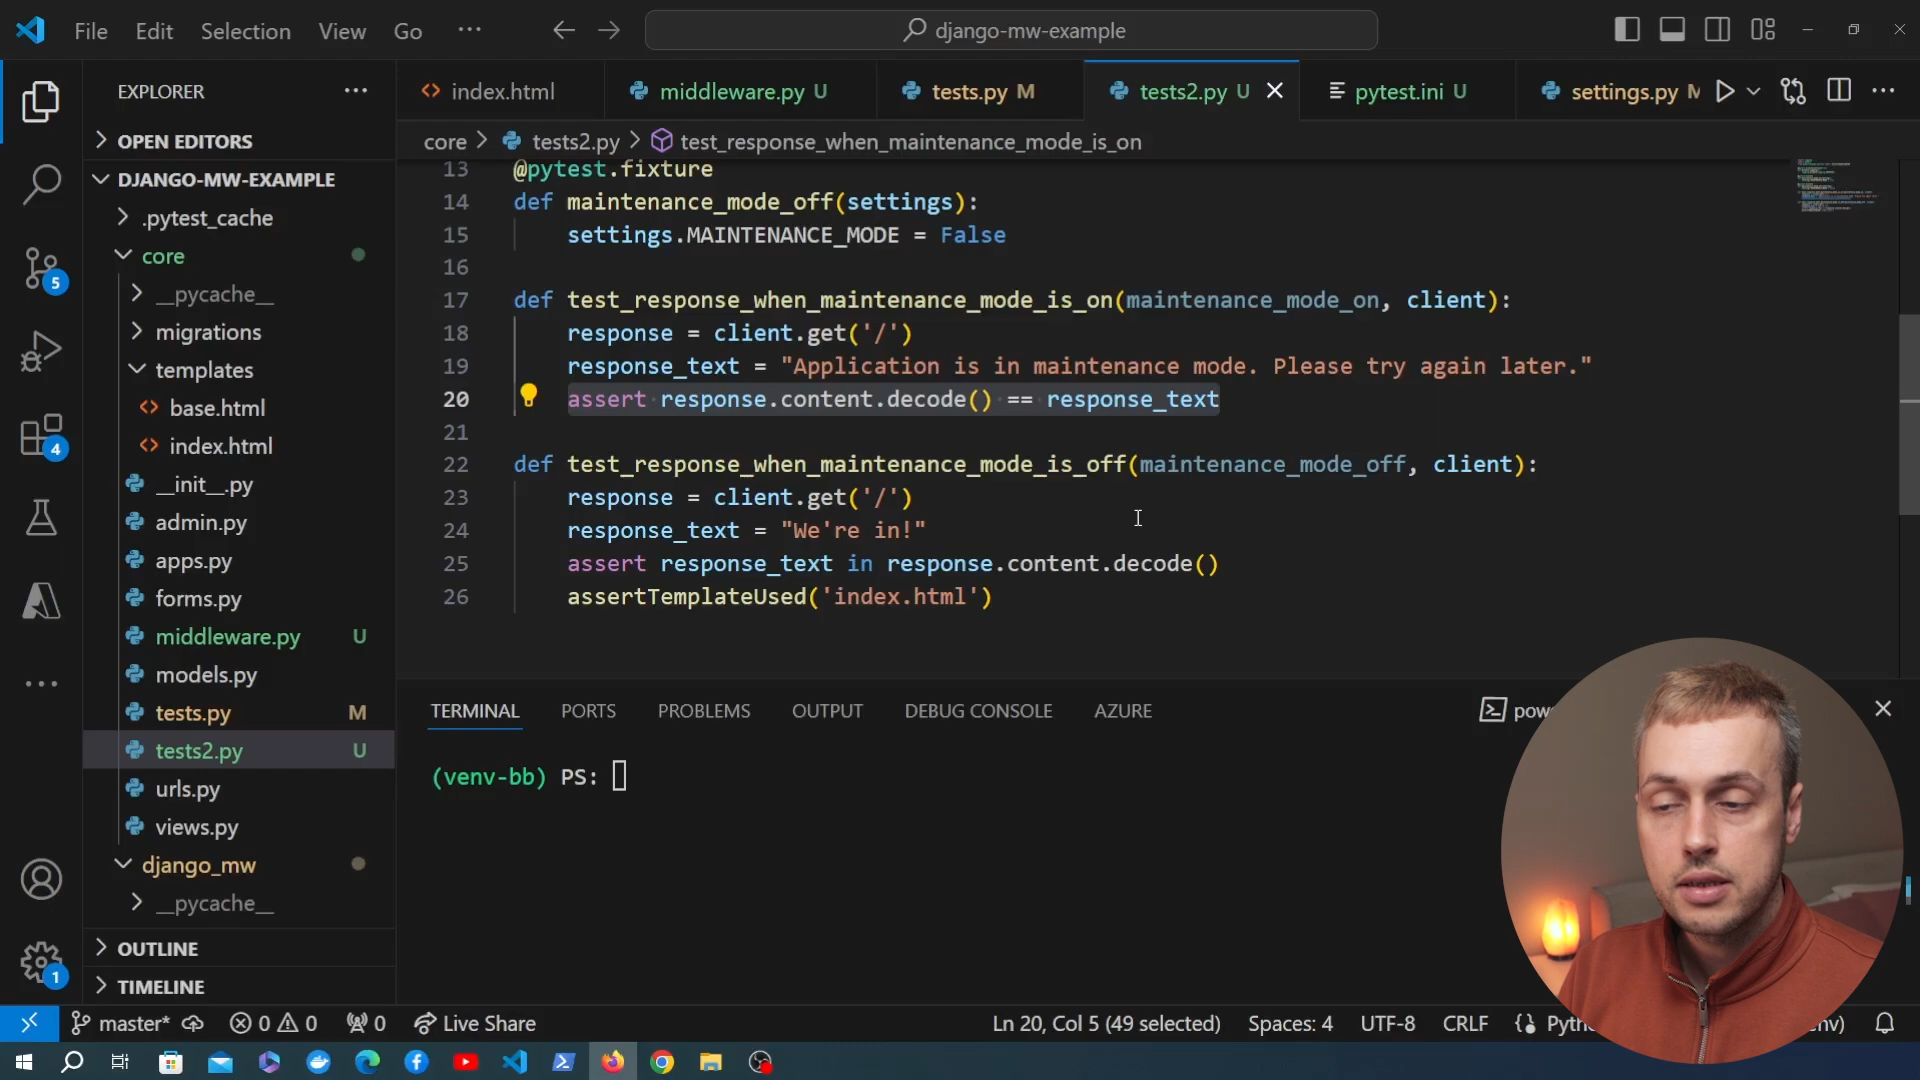 File Edit Selection View Go ···
django-mw-example
EXPLORER
OPEN EDITORS
DJANGO-MW-EXAMPLE
.pytest_cache
core
__pycache__
migrations
templates
base.html
index.html
__init__.py
admin.py
apps.py
forms.py
middleware.py U
models.py
tests.py M
tests2.py U
urls.py
views.py
django_mw
__pycache__
OUTLINE
TIMELINE
5
4
1
index.html middleware.py U tests.py M tests2.py U pytest.ini U settings.py M
core > tests2.py > test_response_when_maintenance_mode_is_on
13 @pytest.fixture
14 def maintenance_mode_off(settings):
15 settings.MAINTENANCE_MODE = False
16
17 def test_response_when_maintenance_mode_is_on(maintenance_mode_on, client):
18 response = client.get('/')
19 response_text = "Application is in maintenance mode. Please try again later."
20 assert response.content.decode() == response_text
21
22 def test_response_when_maintenance_mode_is_off(maintenance_mode_off, client):
23 response = client.get('/')
24 response_text = "We're in!"
25 assert response_text in response.content.decode()
26 assertTemplateUsed('index.html')
TERMINAL PORTS PROBLEMS OUTPUT DEBUG CONSOLE AZURE
(venv-bb) PS:
master* 0 0 0 Live Share Ln 20, Col 5 (49 selected) Spaces: 4 UTF-8 CRLF